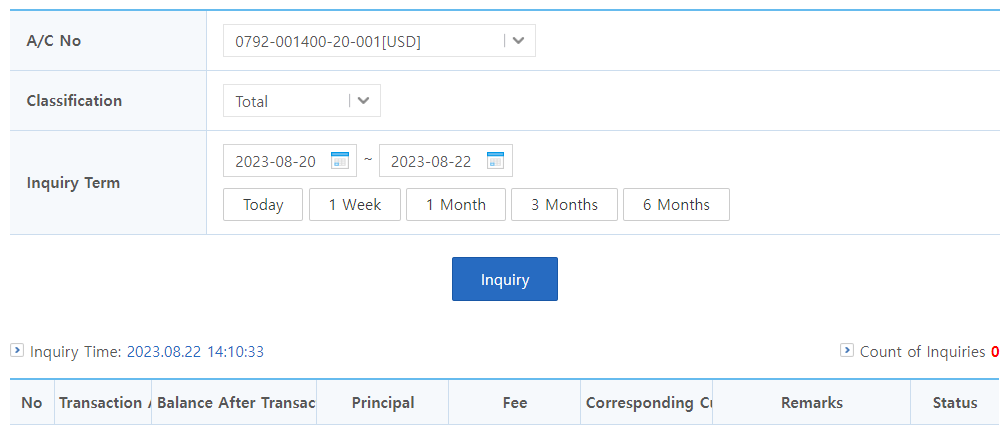 A/C No
0792-001400-20-001[USD]
Classification
Total
Inquiry Term
2023-08-20 ~ 2023-08-22
Today 1 Week 1 Month 3 Months 6 Months
Inquiry
Inquiry Time: 2023.08.22 14:10:33 Count of Inquiries 0
No Transaction Balance After Transac Principal Fee Corresponding Remarks Status